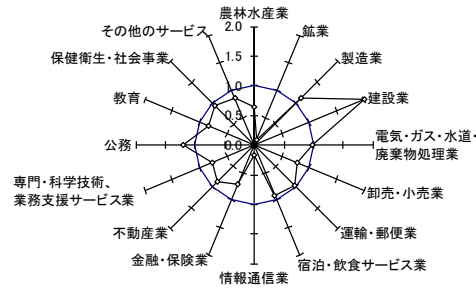 農林水産業
鉱業
製造業
建設業
電気・ガス・水道・
廃棄物処理業
卸売・小売業
運輸・郵便業
宿泊・飲食サービス業
情報通信業
金融・保険業
不動産業
専門・科学技術、
業務支援サービス業
公務
教育
保健衛生・社会事業
その他のサービス
2.0
1.5
1.0
0.5
0.0